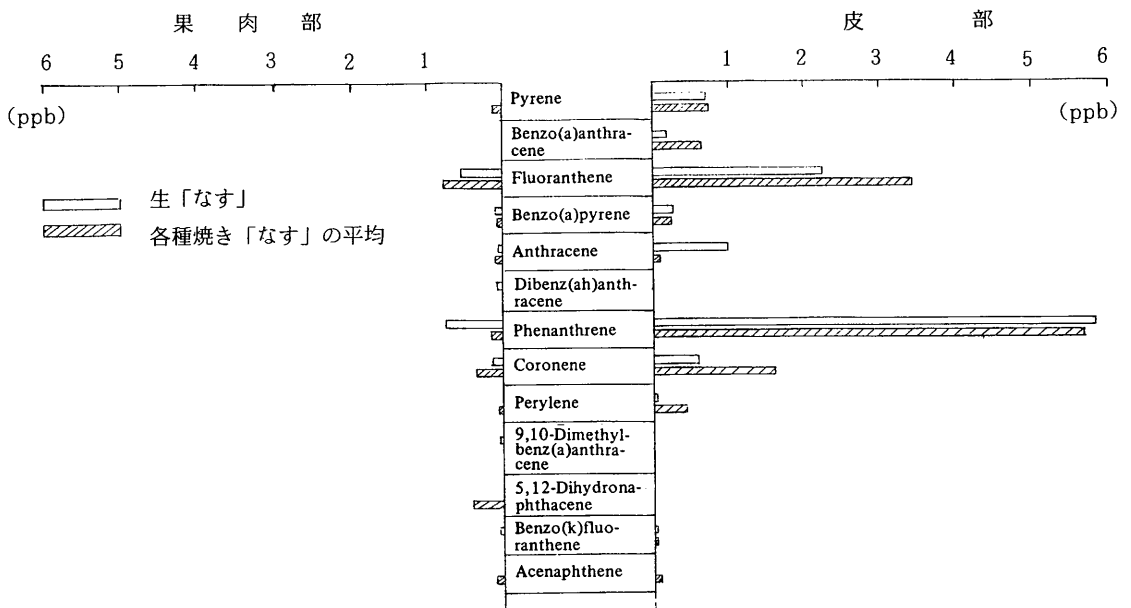 果 肉 部
皮 部
6 5 4 3 2 1
1 2 3 4 5 6
(ppb)
(ppb)
生「なす」
各種焼き「なす」の平均
Pyrene
Benzo(a)anthra-
cene
Fluoranthene
Benzo(a)pyrene
Anthracene
Dibenz(ah)anth-
racene
Phenanthrene
Coronene
Perylene
9,10-Dimethyl-
benz(a)anthra-
cene
5,12-Dihydrona-
phthacene
Benzo(k)fluo-
ranthene
Acenaphthene